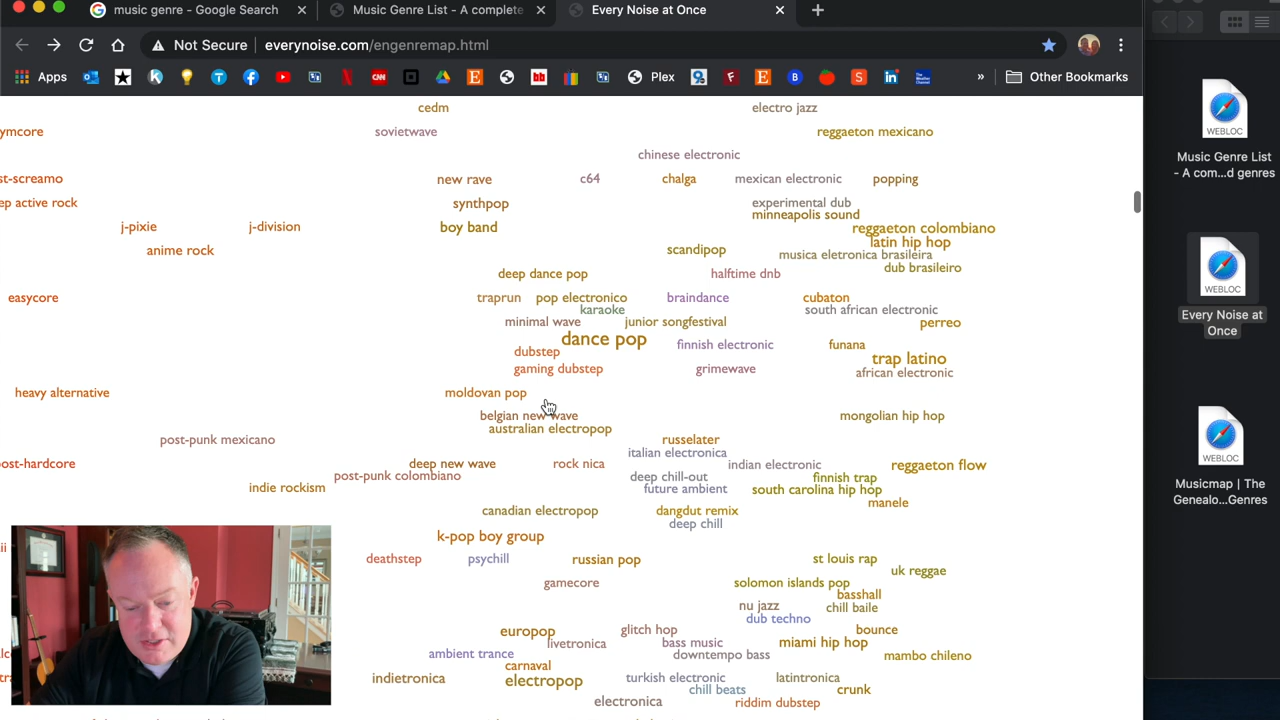 music genre - Google Search
Music Genre List - A complete
Every Noise at Once
Not Secure
everynoise.com/engenremap.html
Apps
Plex
»
Other Bookmarks
cedm
electro jazz
ymcore
sovietwave
reggaeton mexicano
chinese electronic
st-screamo
new rave
c64
chalga
mexican electronic
popping
ep active rock
synthpop
experimental dub
minneapolis sound
j-pixie
j-division
boy band
reggaeton colombiano
latin hip hop
anime rock
scandipop
musica eletronica brasileira
dub brasileiro
deep dance pop
halftime dnb
easycore
traprun
pop electronico
braindance
cubaton
karaoke
south african electronic
minimal wave
junior songfestival
perreo
dance pop
finnish electronic
funana
dubstep
trap latino
gaming dubstep
grimewave
african electronic
heavy alternative
moldovan pop
belgian new wave
mongolian hip hop
australian electropop
post-punk mexicano
russelater
italian electronica
ost-hardcore
deep new wave
rock nica
indian electronic
reggaeton flow
post-punk colombiano
deep chill-out
finnish trap
indie rockism
future ambient
south carolina hip hop
manele
canadian electropop
dangdut remix
deep chill
k-pop boy group
deathstep
psychill
russian pop
st louis rap
uk reggae
gamecore
solomon islands pop
basshall
nu jazz
chill baile
dub techno
europop
glitch hop
bounce
livetronica
bass music
miami hip hop
ambient trance
downtempo bass
mambo chileno
carnaval
indietronica
electropop
turkish electronic
latintronica
chill beats
crunk
electronica
riddim dubstep
WEBLOC
Music Genre List
- A com...d genres
WEBLOC
Every Noise at
Once
WEBLOC
Musicmap | The
Genealo...Genres